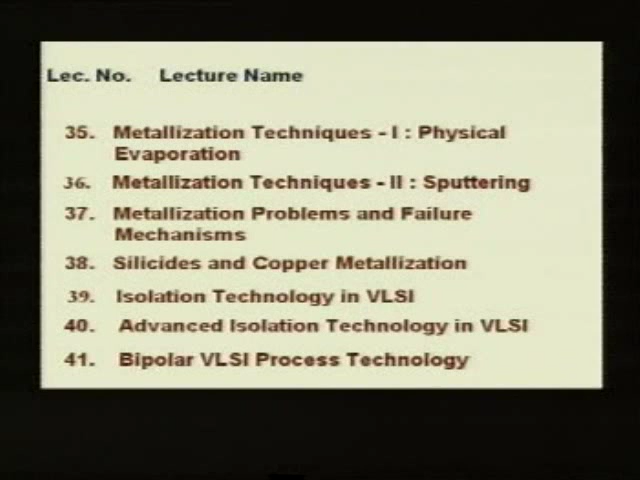 Lec. No. Lecture Name
35. Metallization Techniques - I : Physical
Evaporation
36. Metallization Techniques - II : Sputtering
37. Metallization Problems and Failure
Mechanisms
38. Silicides and Copper Metallization
39. Isolation Technology in VLSI
40. Advanced Isolation Technology in VLSI
41. Bipolar VLSI Process Technology